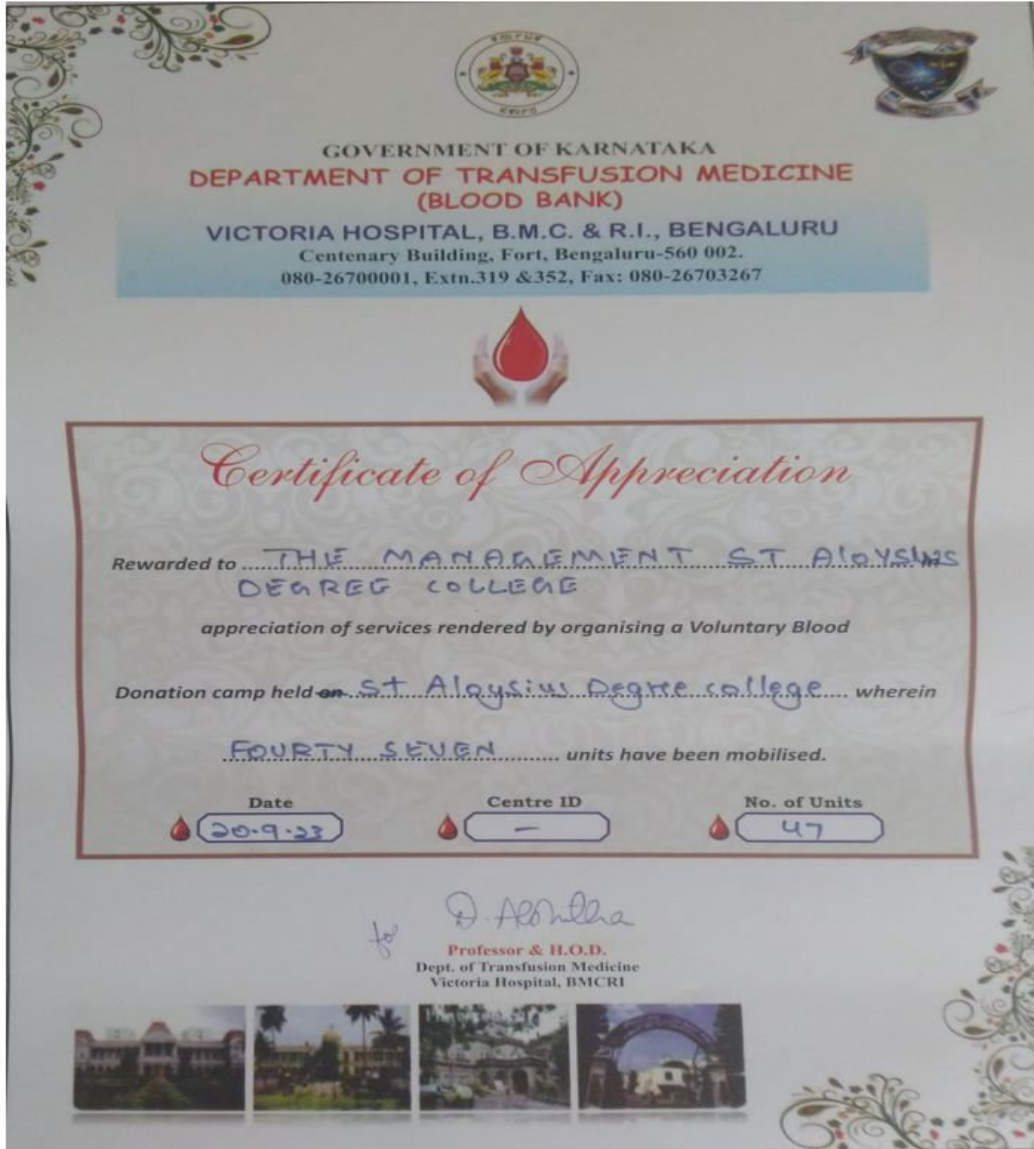 ಕರ್ನಾಟಕ ಸರ್ಕಾರ
GOVERNMENT OF KARNATAKA
DEPARTMENT OF TRANSFUSION MEDICINE
(BLOOD BANK)
VICTORIA HOSPITAL, B.M.C. & R.I., BENGALURU
Centenary Building, Fort, Bengaluru-560 002.
080-26700001, Extn.319 &352, Fax: 080-26703267
Certificate of Appreciation
Rewarded to THE MANAGEMENT ST AlOYSIUS
DEGREE COLLEGE
appreciation of services rendered by organising a Voluntary Blood
Donation camp held on St Aloysius Degree college wherein
FOURTY SEVEN units have been mobilised.
Date Centre ID No. of Units
20-9-23 - 47
for
Professor & H.O.D.
Dept. of Transfusion Medicine
Victoria Hospital, BMCRI